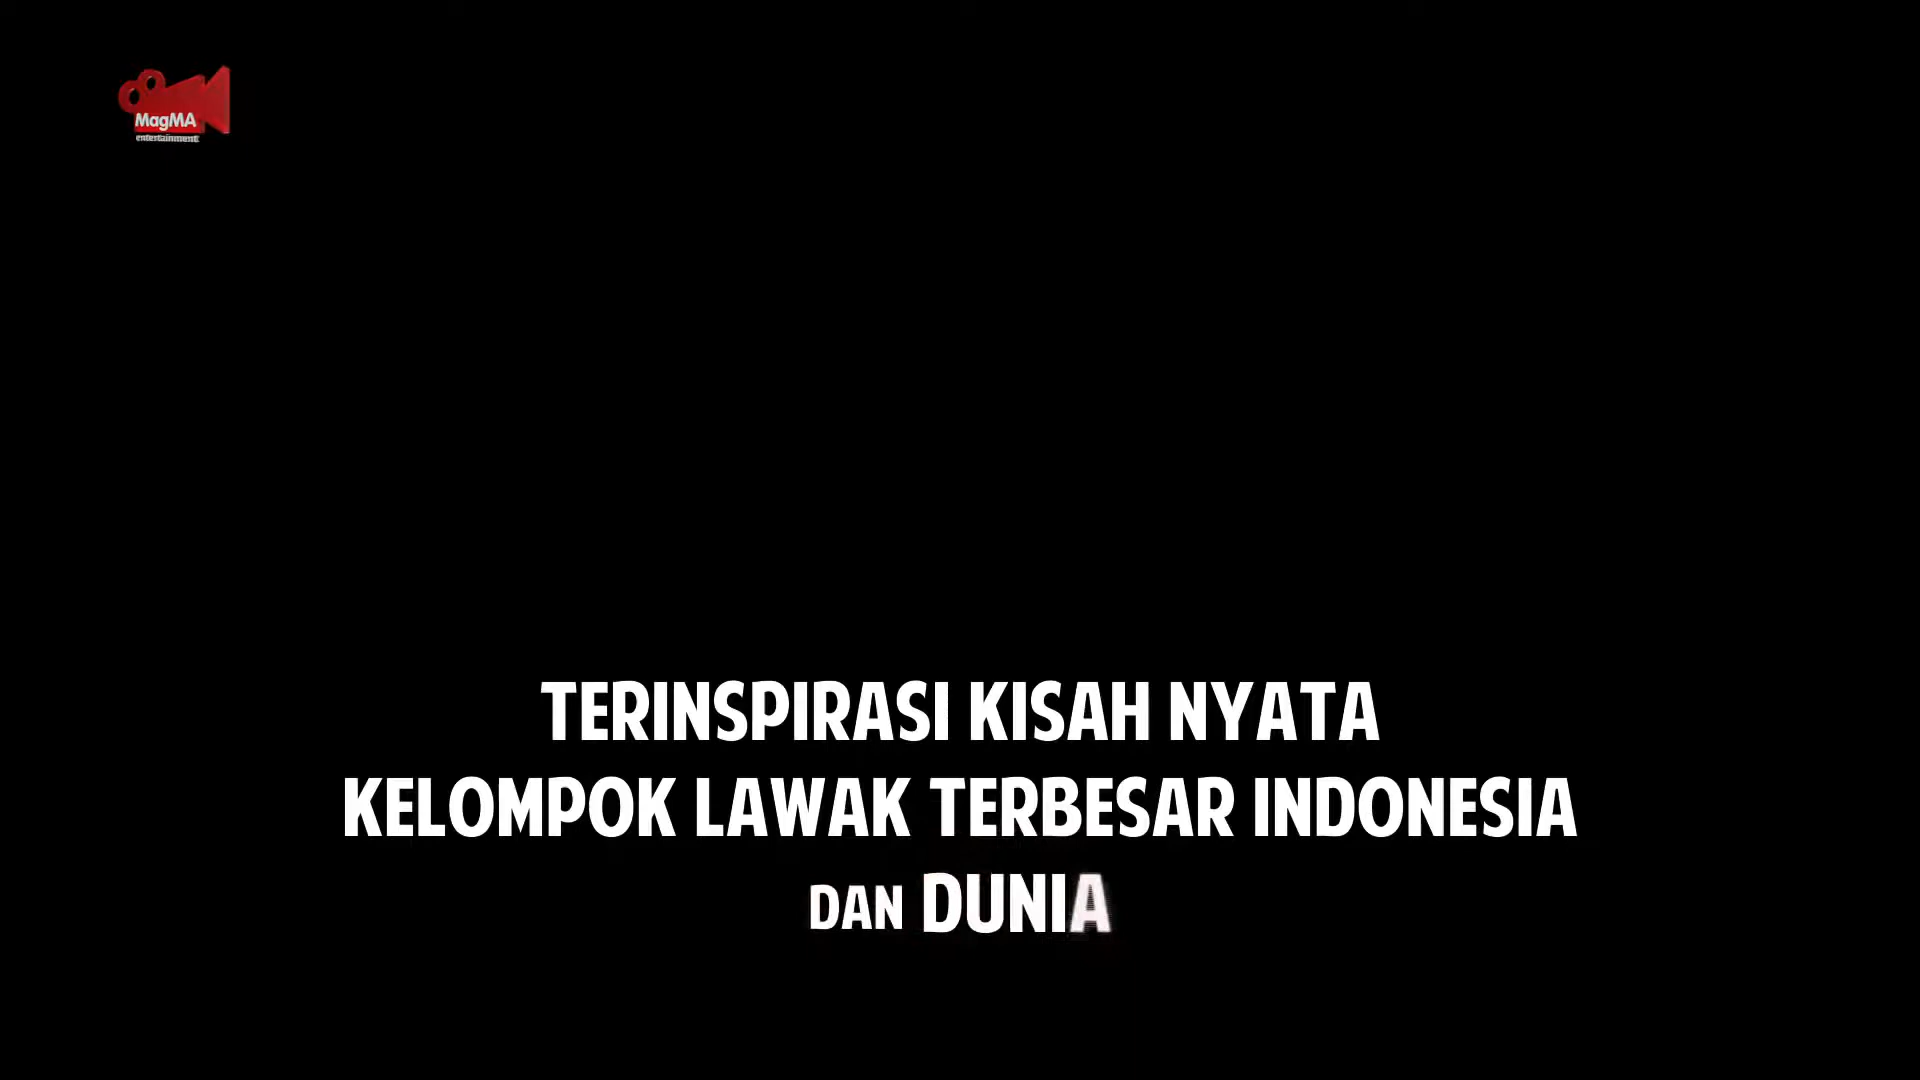 MagMA
entertainment
TERINSPIRASI KISAH NYATA
KELOMPOK LAWAK TERBESAR INDONESIA
DAN DUNIA